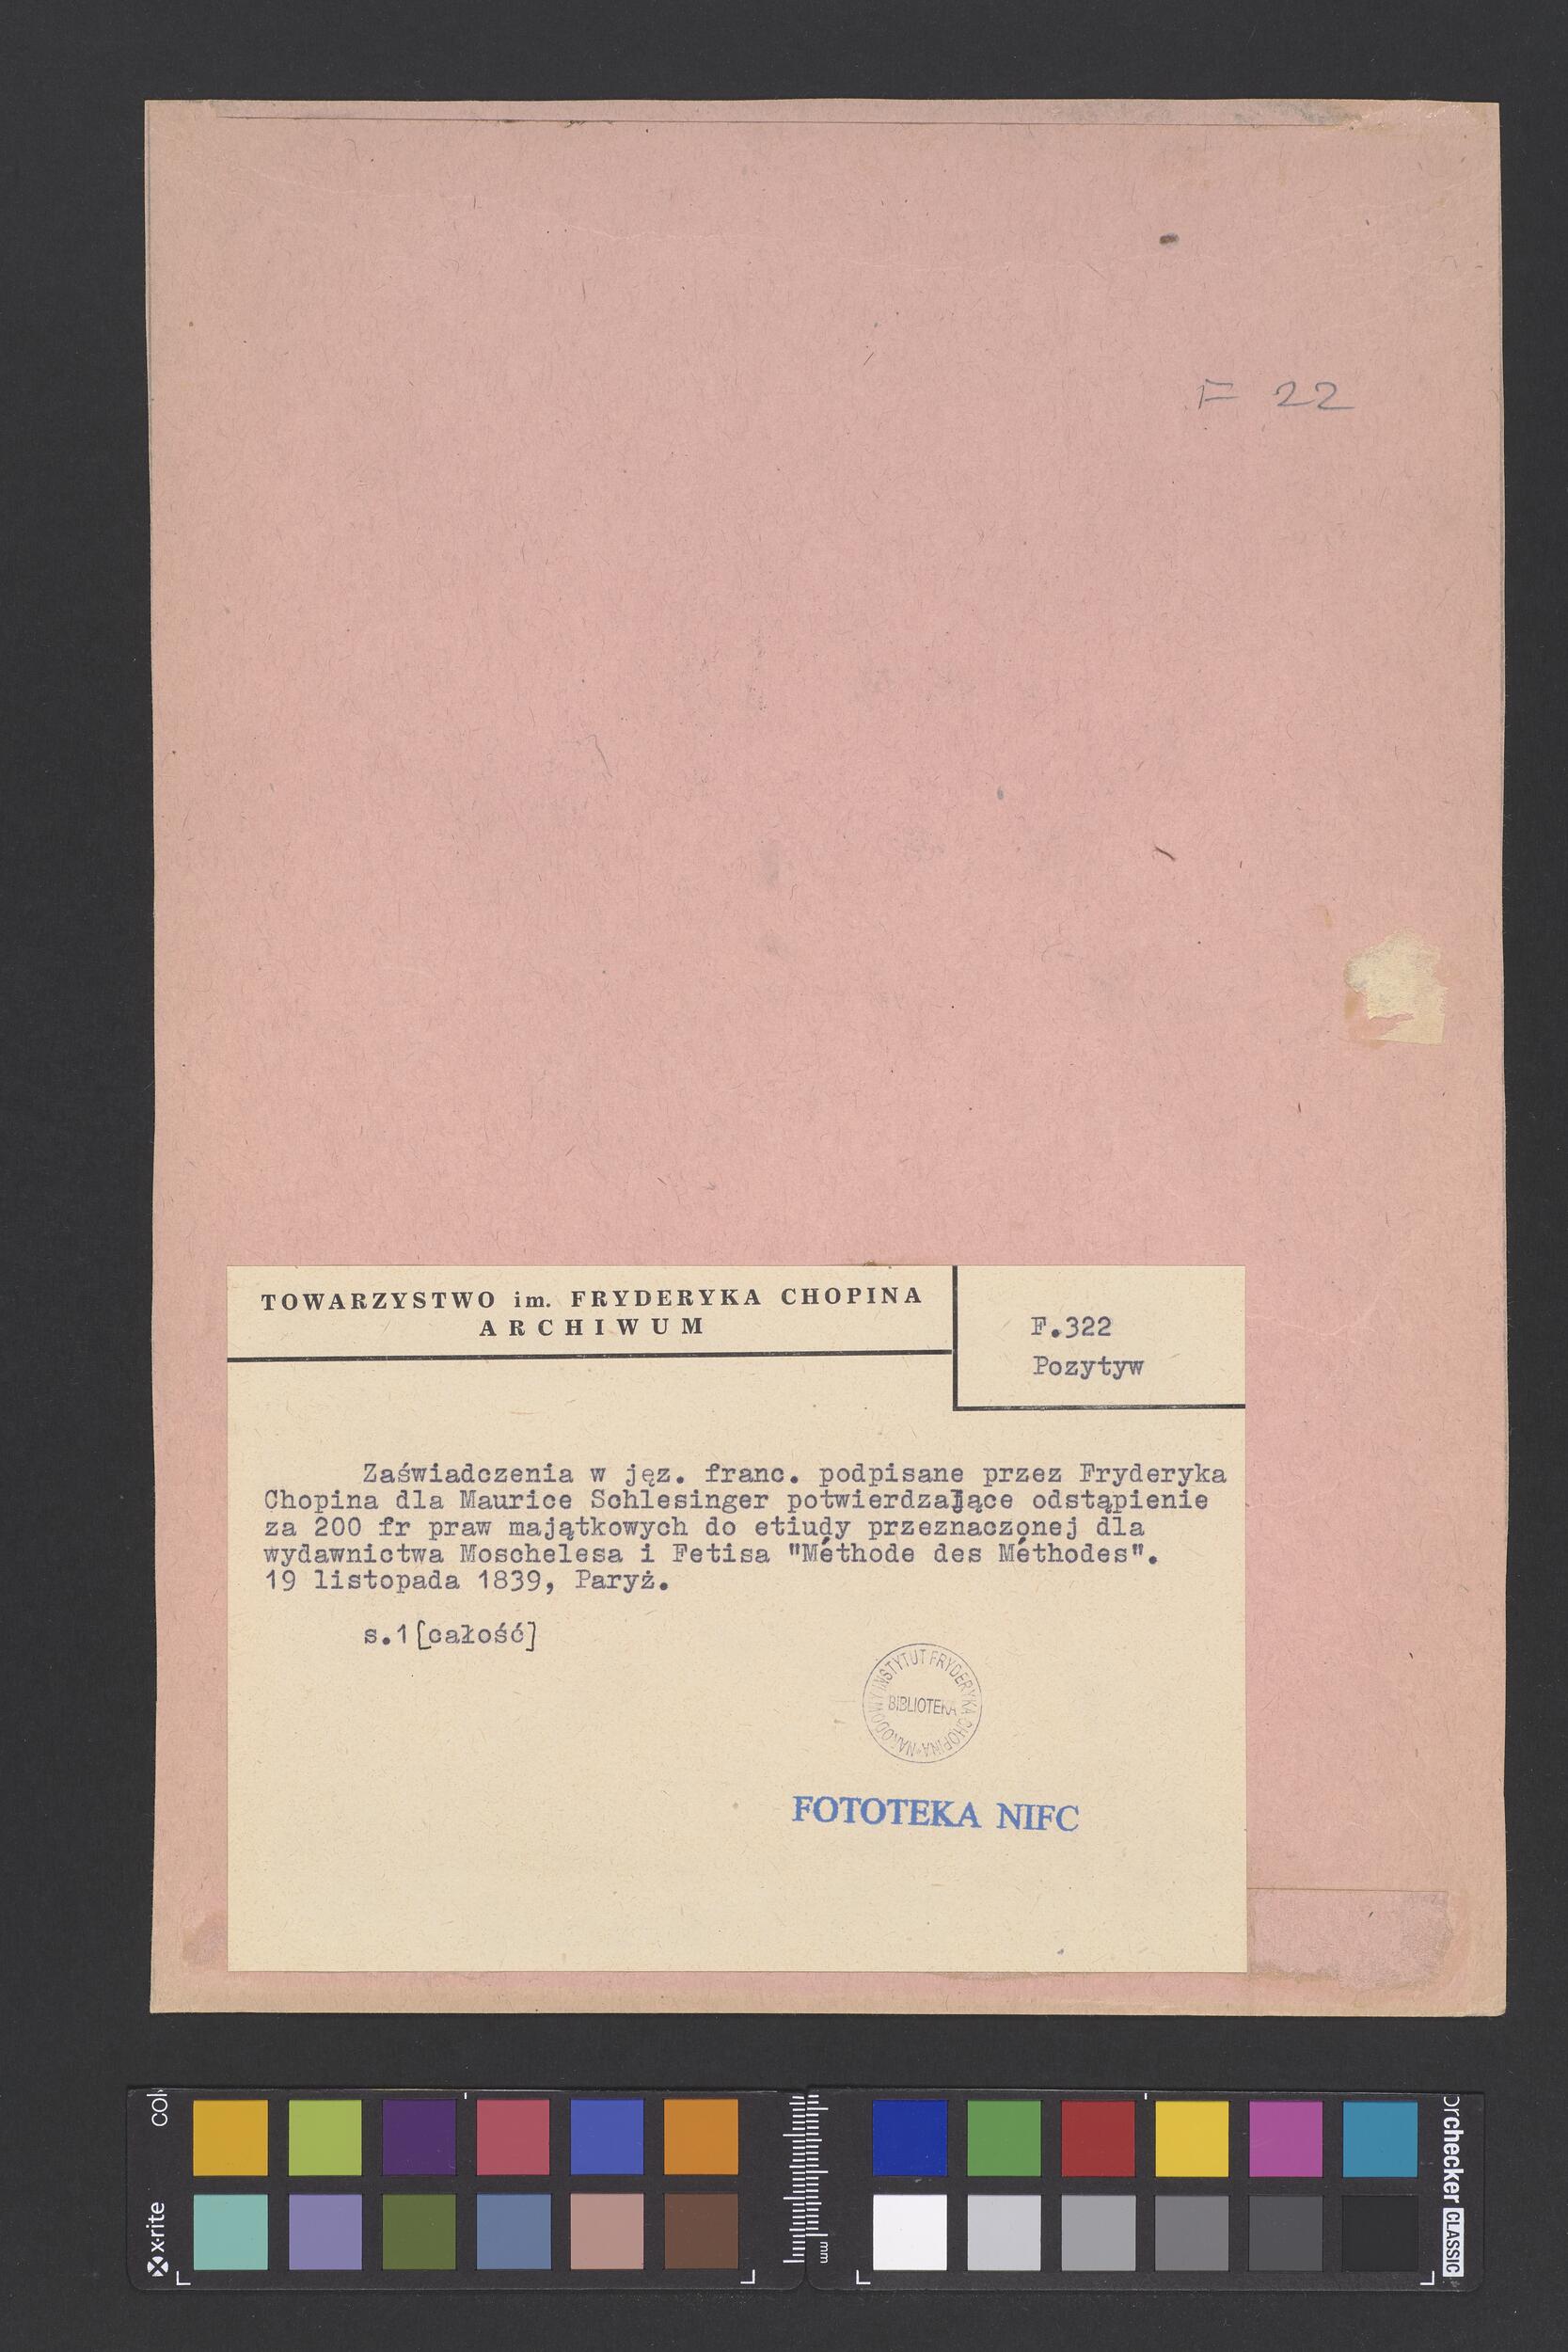 F 22
TOWARZYSTWO im. FRYDERYKA CHOPINA
ARCHIWUM
F.322
Pozytyw
Zaświadczenia w jęz. franc. podpisane przez Fryderyka
Chopina dla Maurice Schlesinger potwierdzające odstąpienie
za 200 fr praw majątkowych do etiudy przeznaczonej dla
wydawnictwa Moschelesa i Fetisa "Méthode des Méthodes".
19 listopada 1839, Paryż.
s.1[całość]
NARODOWY INSTYTUT FRYDERYKA CHOPINA
BIBLIOTEKA
FOTOTEKA NIFC
x-rite
mm
checker CLASSIC